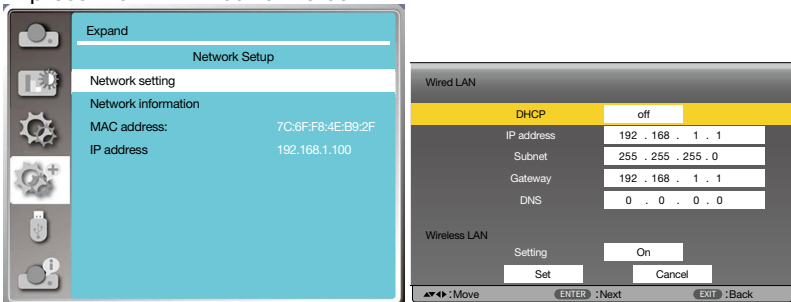 Expand
Network Setup
Network setting
Network information
MAC address: 7C:6F:F8:4E:B9:2F
IP address 192.168.1.100
Wired LAN
DHCP off
IP address 192 . 168 . 1 . 1
Subnet 255 . 255 . 255 . 0
Gateway 192 . 168 . 1 . 1
DNS 0 . 0 . 0 . 0
Wireless LAN
Setting On
Set Cancel
▲▼◀▶ : Move ENTER : Next EXIT : Back